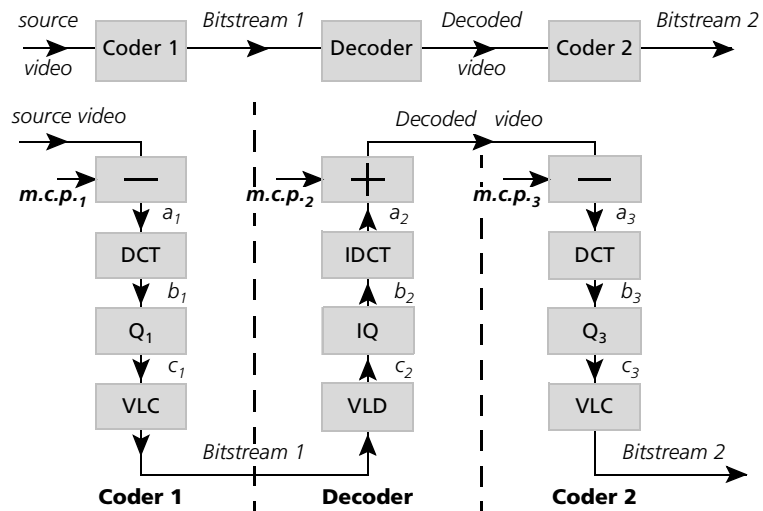 source video
Coder 1
Bitstream 1
Decoder
Decoded video
Coder 2
Bitstream 2
source video
Decoded video
m.c.p.1
m.c.p.2
m.c.p.3
a1
a2
a3
DCT
IDCT
DCT
b1
b2
b3
Q1
IQ
Q3
c1
c2
c3
VLC
VLD
VLC
Bitstream 1
Bitstream 2
Coder 1
Decoder
Coder 2